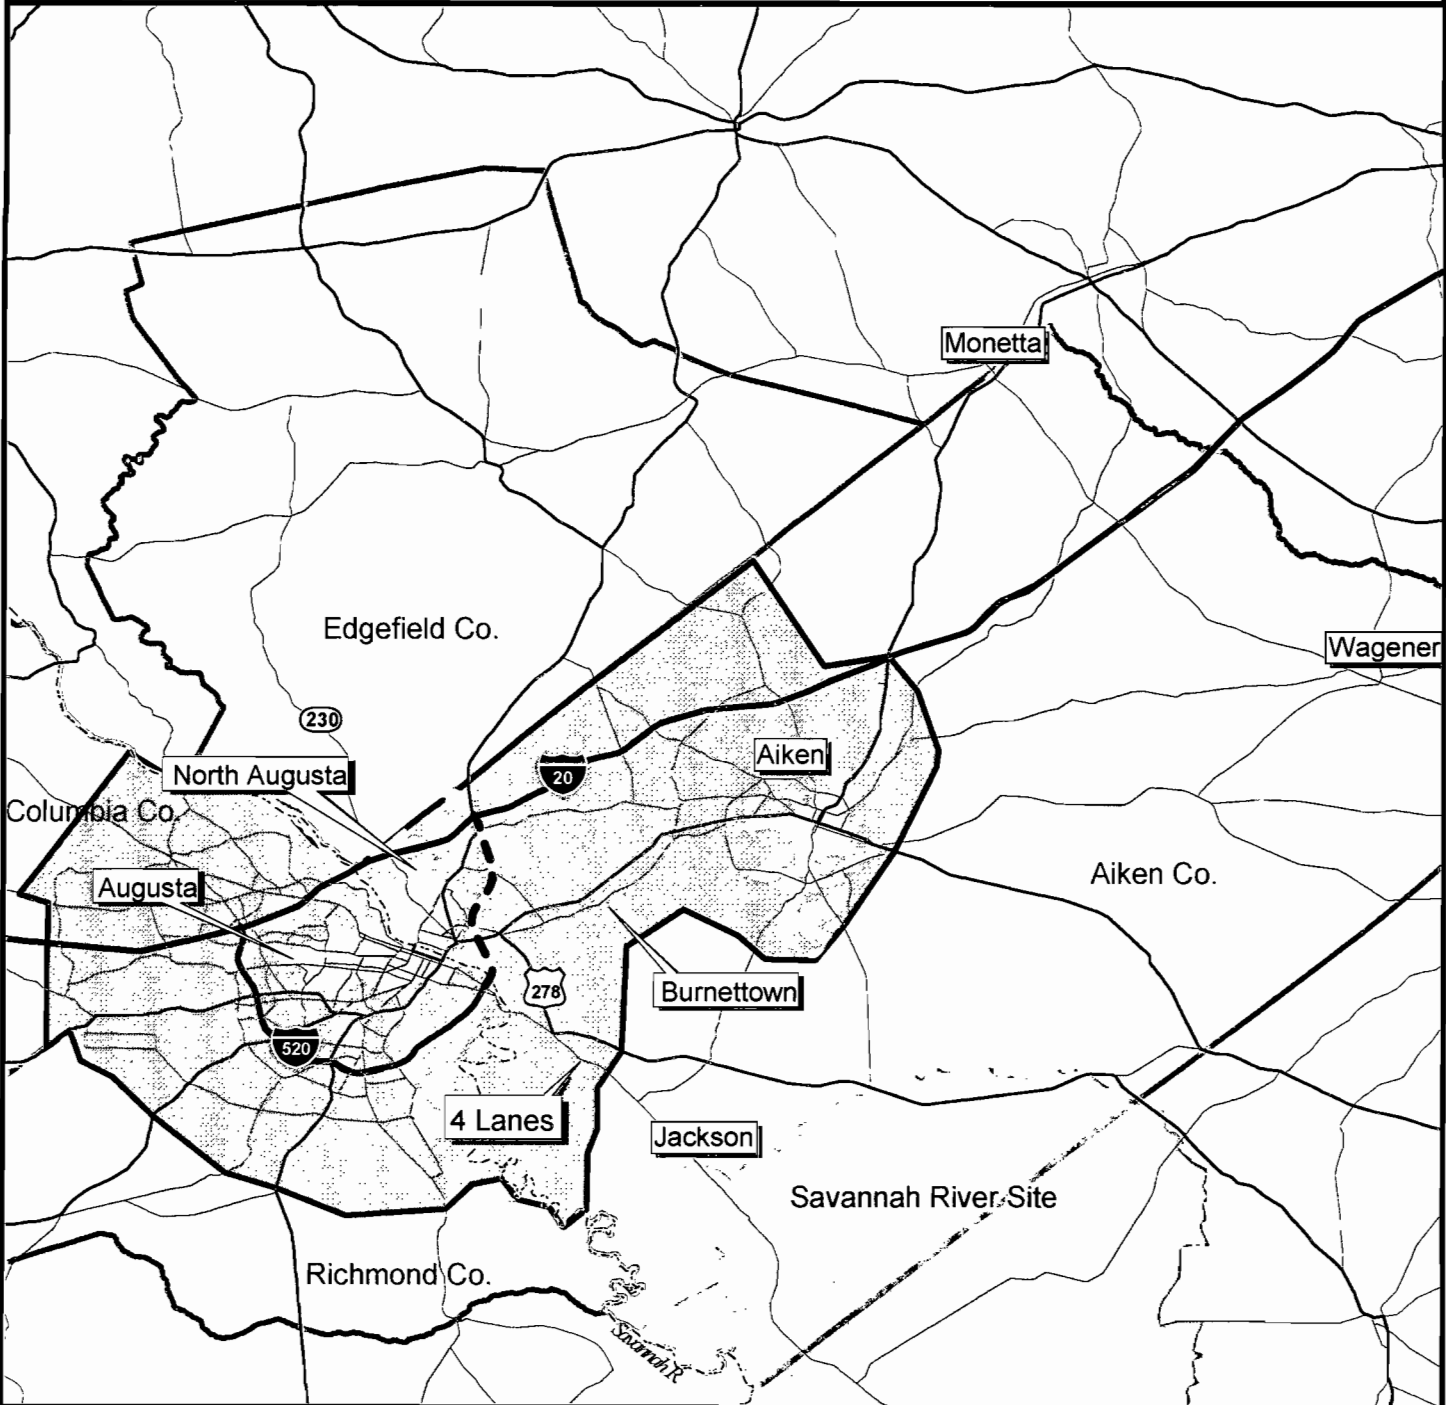 Monetta
Edgefield Co.
Wagener
230
North Augusta
20
Aiken
Columbia Co.
Augusta
Aiken Co.
278
Burnettown
520
4 Lanes
Jackson
Savannah River Site
Richmond Co.
Savannah R